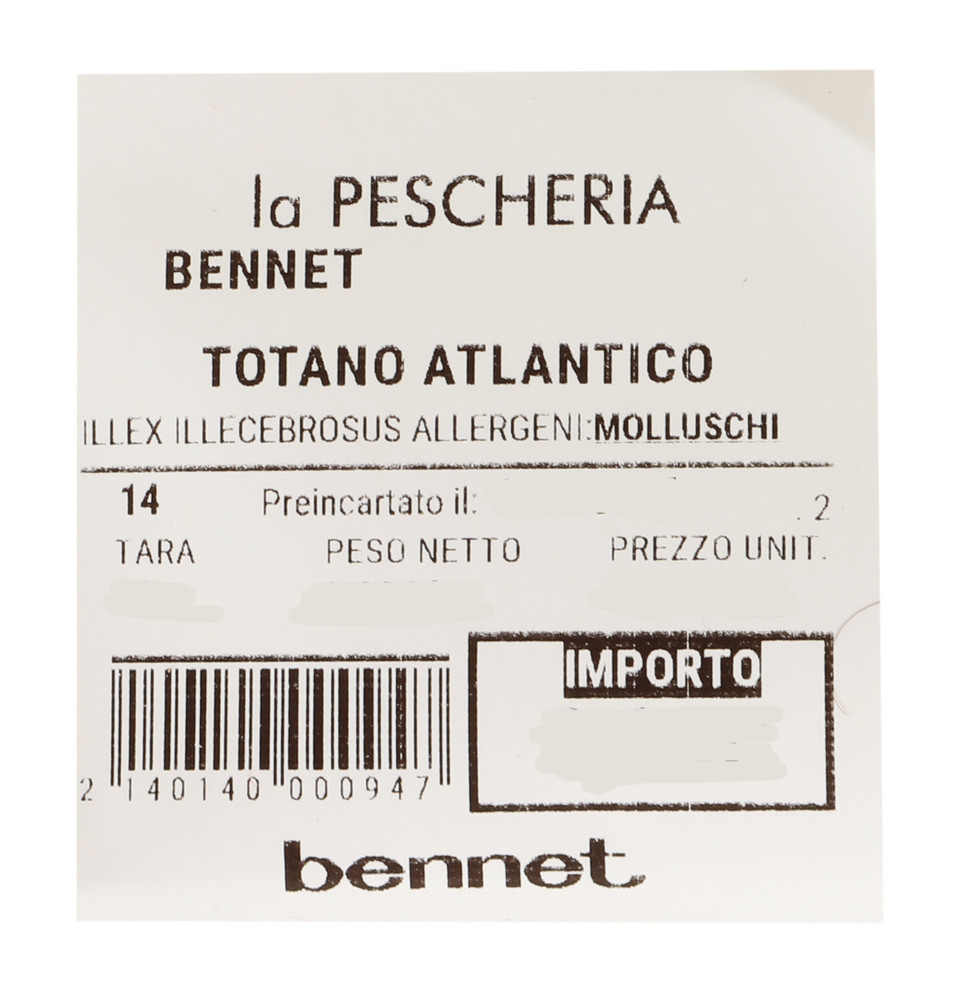 la PESCHERIA
BENNET
TOTANO ATLANTICO
ILLEX ILLECEBROSUS ALLERGENI:MOLLUSCHI
14 Preincartato il: .2
TARA PESO NETTO PREZZO UNIT.
IMPORTO
2 140140 000947
bennet